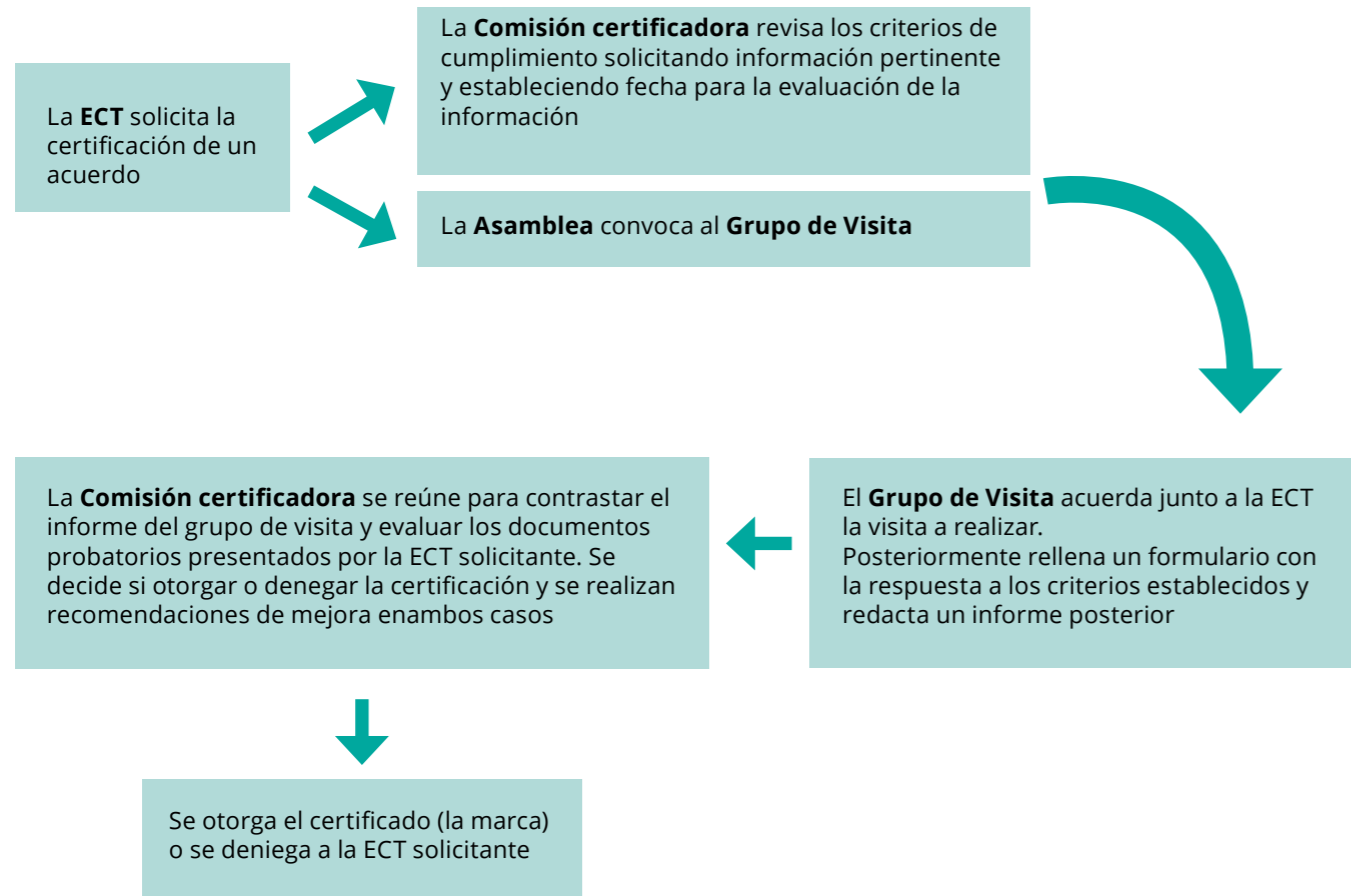 La ECT solicita la
certificación de un
acuerdo
La Comisión certificadora revisa los criterios de
cumplimiento solicitando información pertinente
y estableciendo fecha para la evaluación de la
información
La Asamblea convoca al Grupo de Visita
El Grupo de Visita acuerda junto a la ECT
la visita a realizar.
Posteriormente rellena un formulario con
la respuesta a los criterios establecidos y
redacta un informe posterior
La Comisión certificadora se reúne para contrastar el
informe del grupo de visita y evaluar los documentos
probatorios presentados por la ECT solicitante. Se
decide si otorgar o denegar la certificación y se realizan
recomendaciones de mejora enambos casos
Se otorga el certificado (la marca)
o se deniega a la ECT solicitante